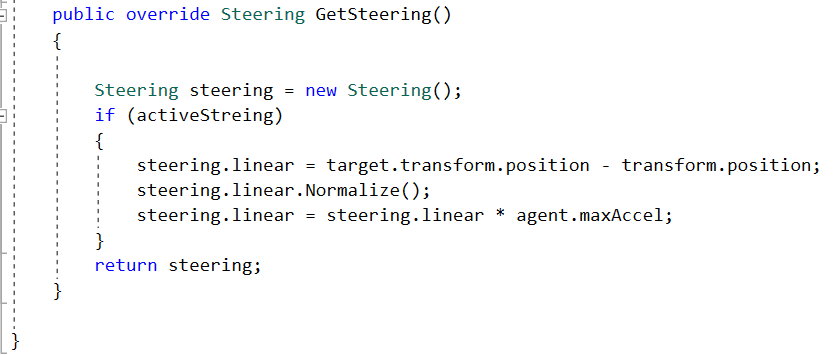 public override Steering GetSteering()
{
Steering steering = new Steering();
if (activeStreing)
{
steering.linear = target.transform.position - transform.position;
steering.linear.Normalize();
steering.linear = steering.linear * agent.maxAccel;
}
return steering;
}
}